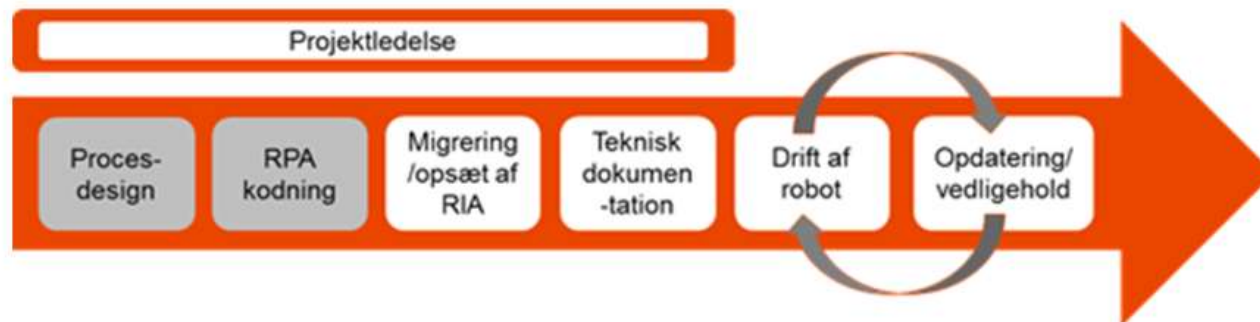 Projektledelse
Proces-
design
RPA
kodning
Migrering
/opsæt af
RIA
Teknisk
dokumen
-tation
Drift af
robot
Opdatering/
vedligehold